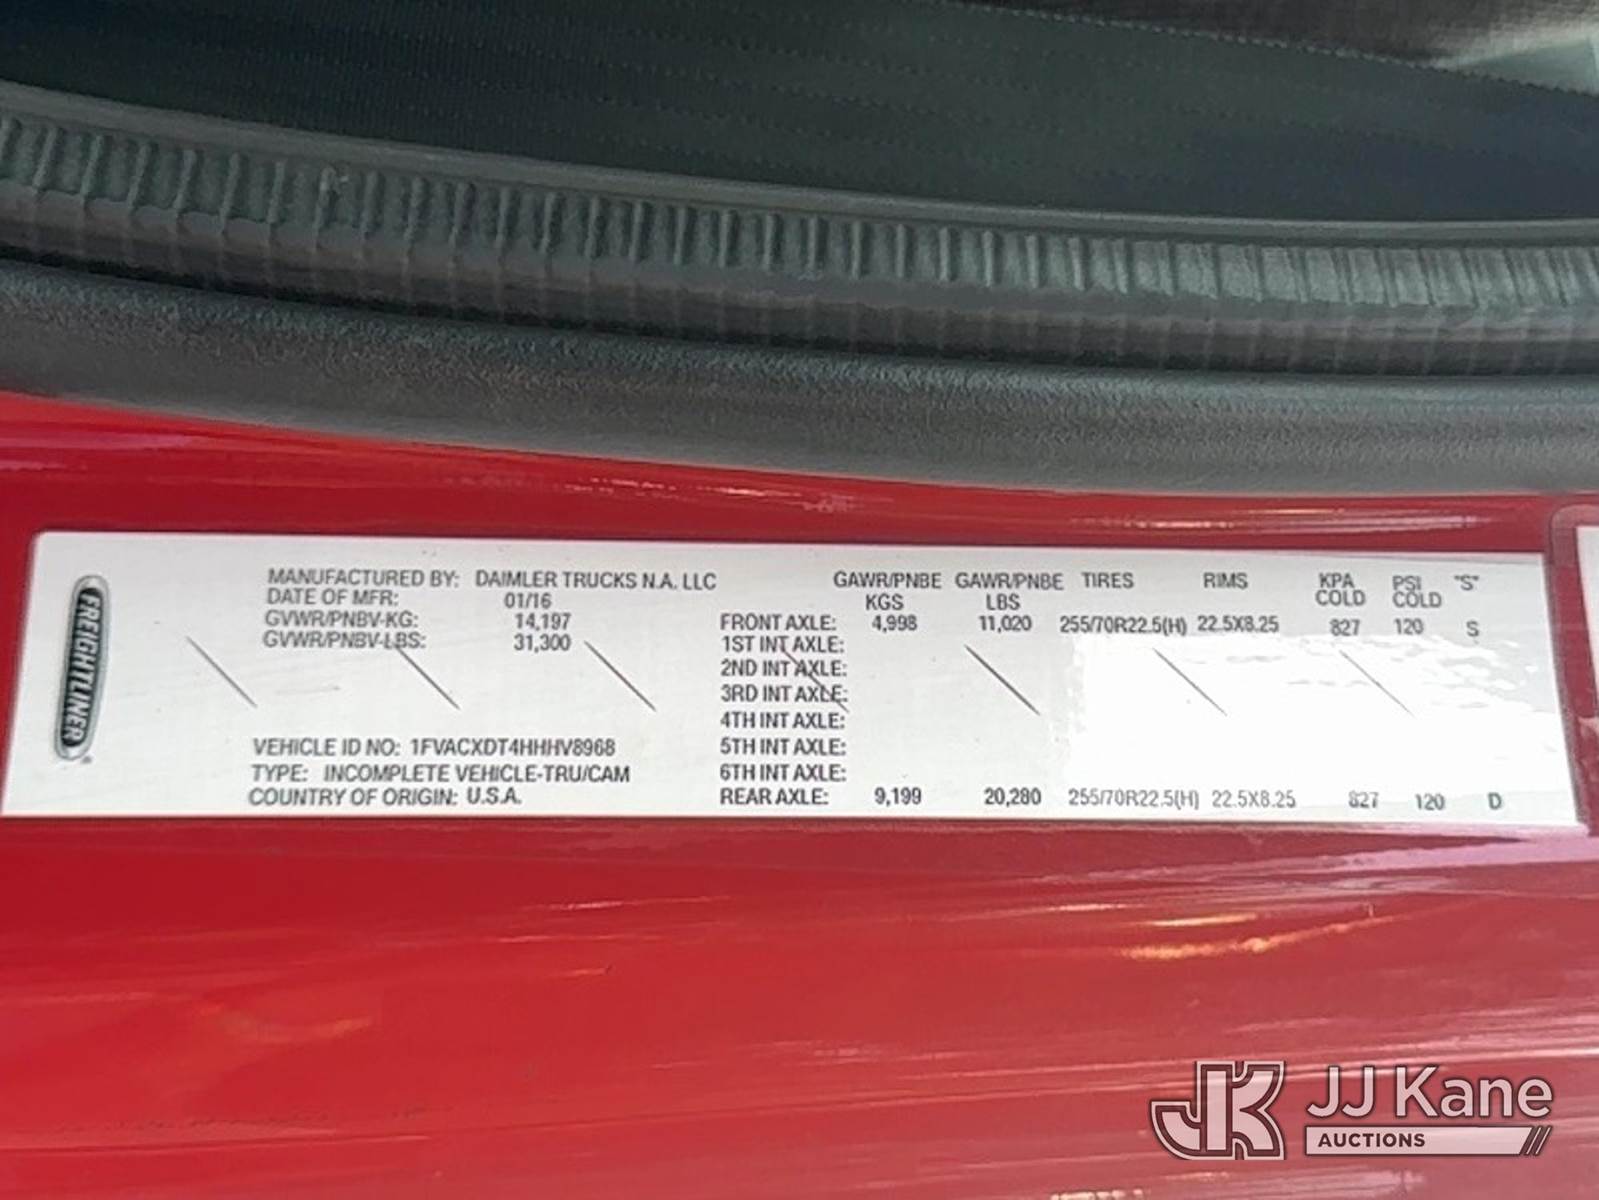 FREIGHTLINER
MANUFACTURED BY: DAIMLER TRUCKS N.A. LLC
DATE OF MFR: 01/16
GVWR/PNBV-KG: 14,197
GVWR/PNBV-LBS: 31,300
VEHICLE ID NO: 1FVACXDT4HHHV8968
TYPE: INCOMPLETE VEHICLE-TRU/CAM
COUNTRY OF ORIGIN: U.S.A.
GAWR/PNBE GAWR/PNBE TIRES RIMS KPA PSI "S"
KGS LBS COLD COLD
FRONT AXLE: 4,998 11,020 255/70R22.5(H) 22.5X8.25 827 120 S
1ST INT AXLE:
2ND INT AXLE:
3RD INT AXLE:
4TH INT AXLE:
5TH INT AXLE:
6TH INT AXLE:
REAR AXLE: 9,199 20,280 255/70R22.5(H) 22.5X8.25 827 120 D
JK JJ Kane
AUCTIONS